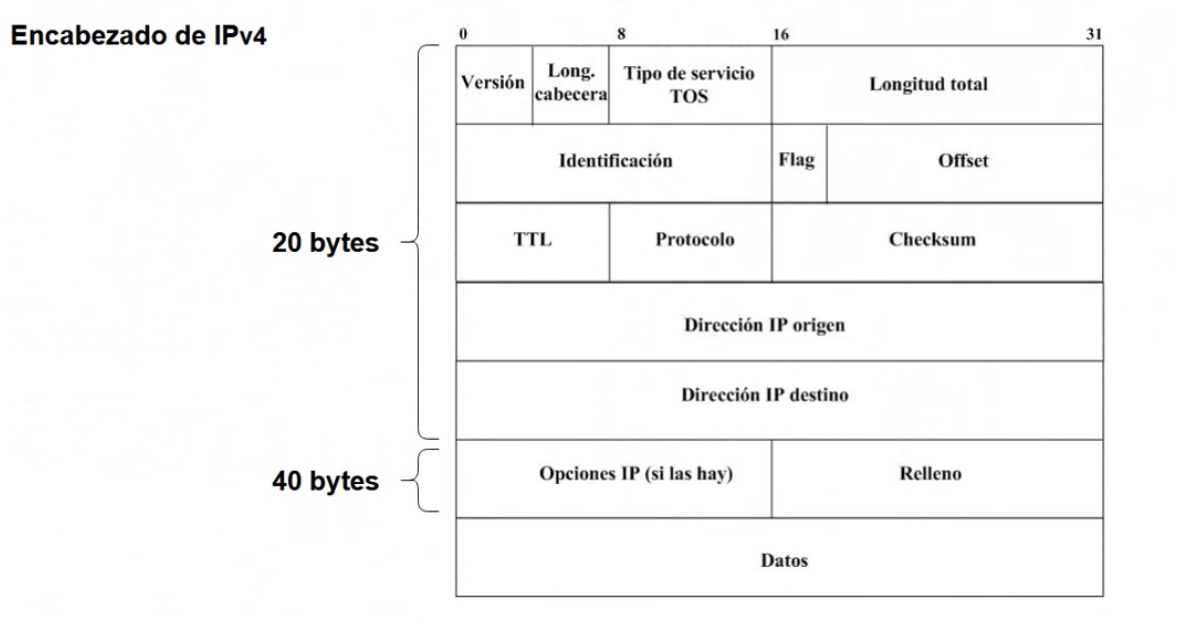 Encabezado de IPv4
0 8 16 31
Versión
Long.
cabecera
Tipo de servicio
TOS
Longitud total
Identificación
Flag
Offset
20 bytes
TTL
Protocolo
Checksum
Dirección IP origen
Dirección IP destino
40 bytes
Opciones IP (si las hay)
Relleno
Datos